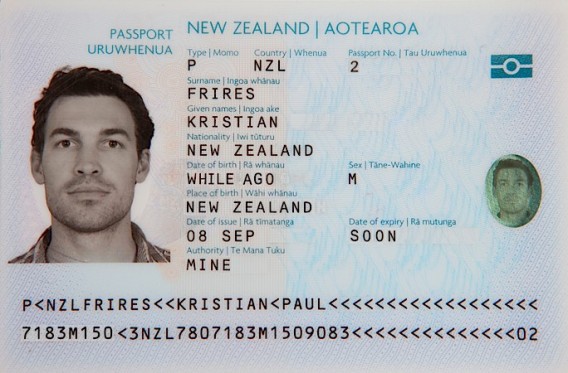 PASSPORT
URUWHENUA
NEW ZEALAND | AOTEAROA
Type | Momo Country | Whenua Passport No. | Tau Uruwhenua
P NZL 2
Surname | Ingoa whānau
FRIRES
Given names | Ingoa ake
KRISTIAN
Nationality | Iwi tūturu
NEW ZEALAND
Date of birth | Rā whānau Sex | Tāne-Wahine
WHILE AGO M
Place of birth | Wāhi whānau
NEW ZEALAND
Date of issue | Rā tīmatanga Date of expiry | Rā mutunga
08 SEP SOON
Authority | Te Mana Tuku
MINE
P<NZLFRIRES<<KRISTIAN<PAUL<<<<<<<<<<<<<<<<<<
7183M150<3NZL7807183M1509083<<<<<<<<<<<<<<02